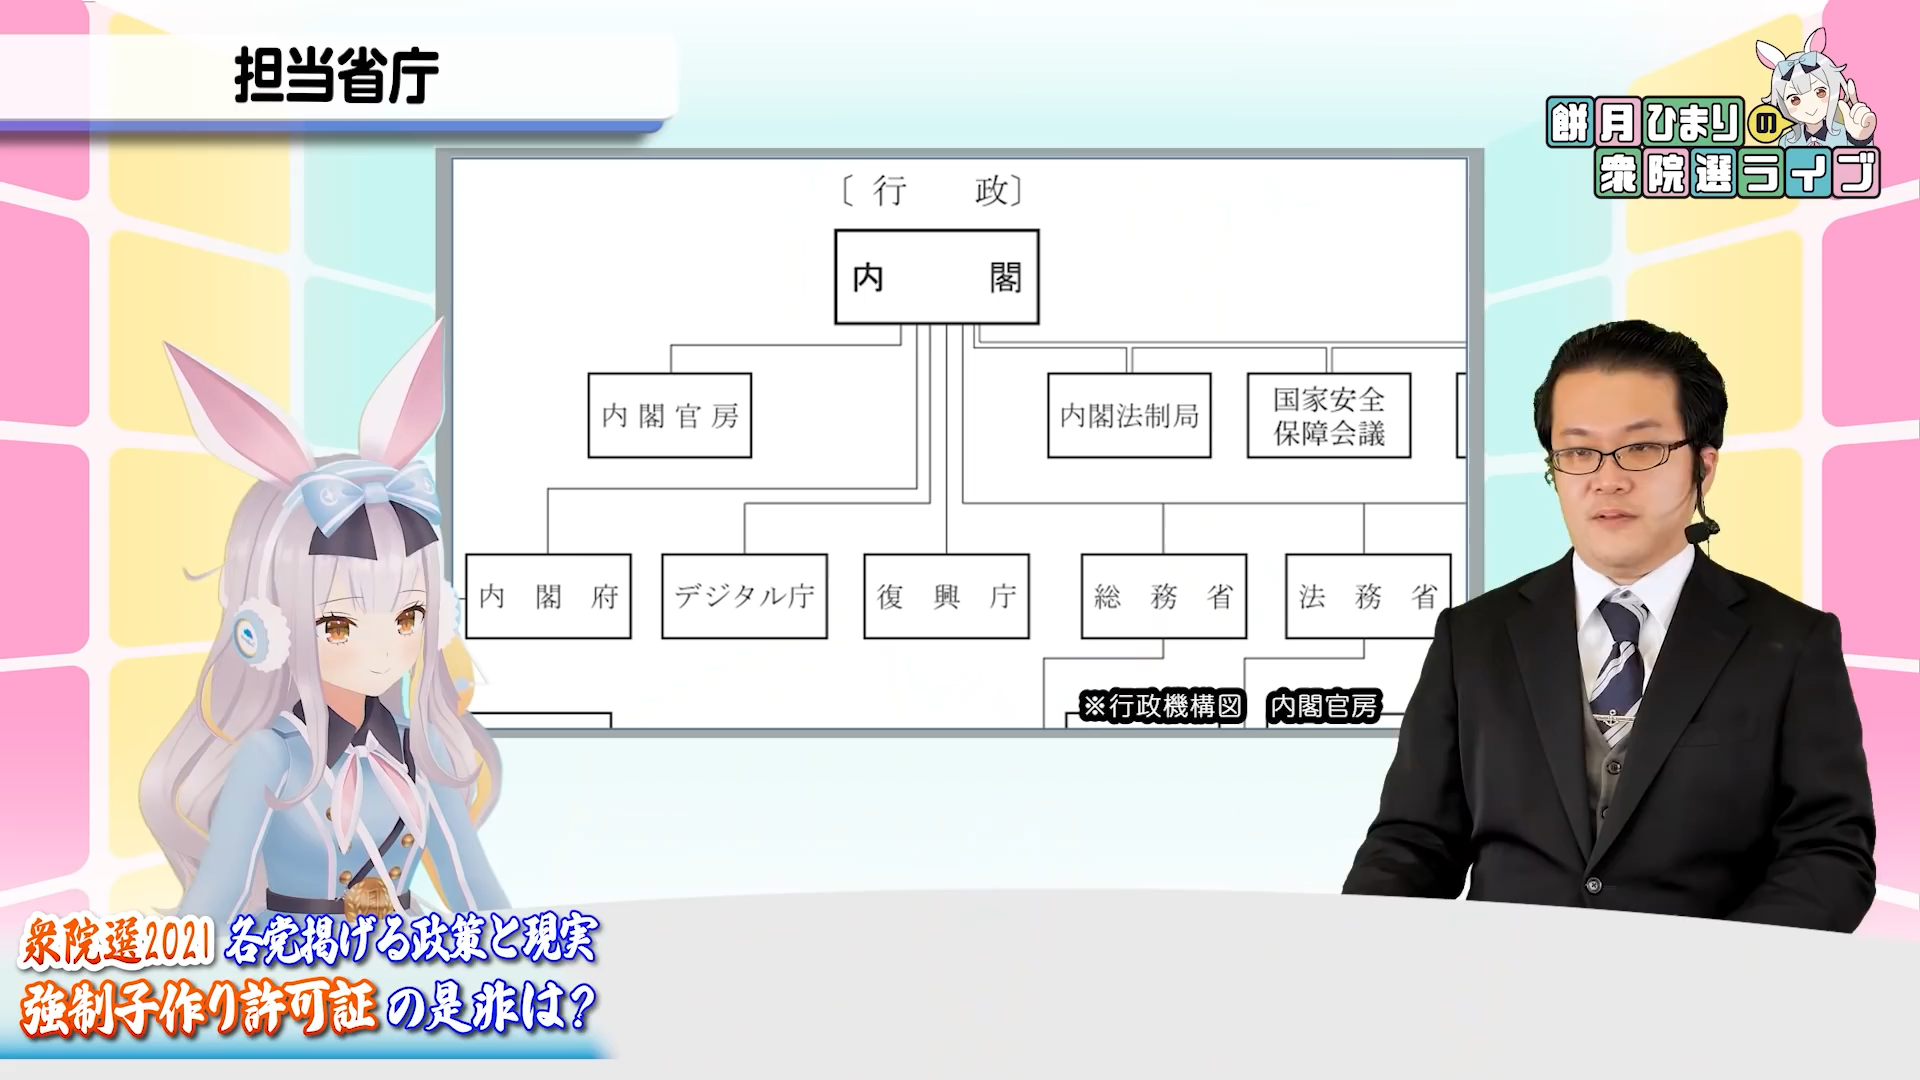 担当省庁
餅月ひまりの
衆院選ライブ
〔行 政〕
内 閣
内閣官房
内閣法制局
国家安全
保障会議
内閣府
デジタル庁
復興庁
総務省
法務省
※行政機構図 内閣官房
衆院選2021 各党掲げる政策と現実
強制子作り許可証の是非は?